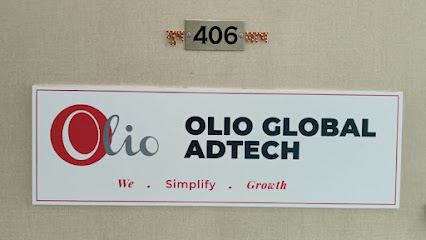 406
Olio
OLIO GLOBAL
ADTECH
We . Simplify . Growth